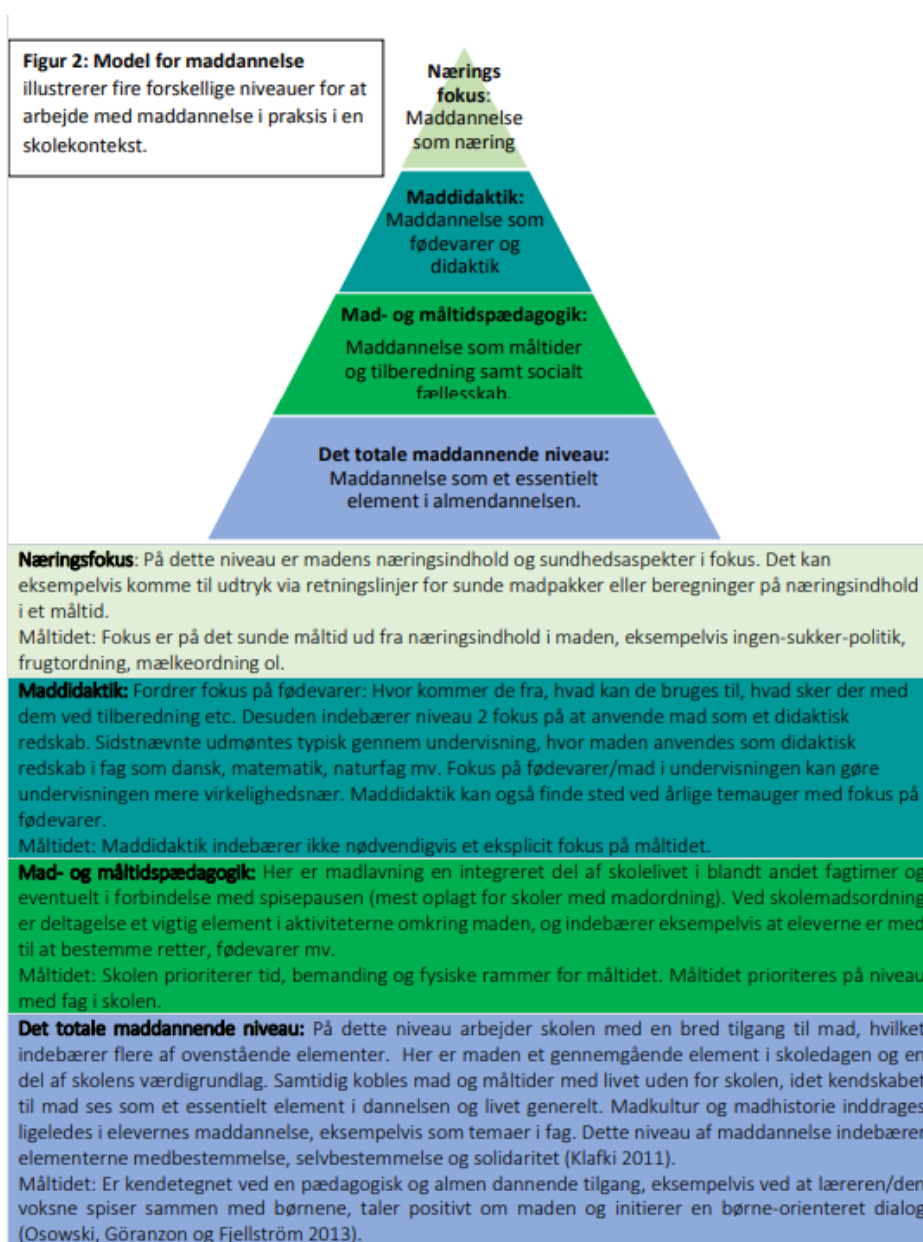 Figur 2: Model for maddannelse
illustrerer fire forskellige niveauer for at
arbejde med maddannelse i praksis i en
skolekontekst.
Nærings
fokus:
Maddannelse
som næring
Maddidaktik:
Maddannelse som
fødevarer og
didaktik
Mad- og måltidspædagogik:
Maddannelse som måltider
og tilberedning samt socialt
fællesskab.
Det totale maddannende niveau:
Maddannelse som et essentielt
element i almendannelsen.
Næringsfokus: På dette niveau er madens næringsindhold og sundhedsaspekter i fokus. Det kan
eksempelvis komme til udtryk via retningslinjer for sunde madpakker eller beregninger på næringsindhold
i et måltid.
Måltidet: Fokus er på det sunde måltid ud fra næringsindhold i maden, eksempelvis ingen-sukker-politik,
frugtordning, mælkeordning ol.
Maddidaktik: Fordrer fokus på fødevarer: Hvor kommer de fra, hvad kan de bruges til, hvad sker der med
dem ved tilberedning etc. Desuden indebærer niveau 2 fokus på at anvende mad som et didaktisk
redskab. Sidstnævnte udmøntes typisk gennem undervisning, hvor maden anvendes som didaktisk
redskab i fag som dansk, matematik, naturfag mv. Fokus på fødevarer/mad i undervisningen kan gøre
undervisningen mere virkelighedsnær. Maddidaktik kan også finde sted ved årlige temauger med fokus på
fødevarer.
Måltidet: Maddidaktik indebærer ikke nødvendigvis et eksplicit fokus på måltidet.
Mad- og måltidspædagogik: Her er madlavning en integreret del af skolelivet i blandt andet fagtimer og
eventuelt i forbindelse med spisepausen (mest oplagt for skoler med madordning). Ved skolemadsordning
er deltagelse et vigtig element i aktiviteterne omkring maden, og indebærer eksempelvis at eleverne er med
til at bestemme retter, fødevarer mv.
Måltidet: Skolen prioriterer tid, bemanding og fysiske rammer for måltidet. Måltidet prioriteres på niveau
med fag i skolen.
Det totale maddannende niveau: På dette niveau arbejder skolen med en bred tilgang til mad, hvilket
indebærer flere af ovenstående elementer. Her er maden et gennemgående element i skoledagen og en
del af skolens værdigrundlag. Samtidig kobles mad og måltider med livet uden for skolen, idet kendskabet
til mad ses som et essentielt element i dannelsen og livet generelt. Madkultur og madhistorie inddrages
ligeledes i elevernes maddannelse, eksempelvis som temaer i fag. Dette niveau af maddannelse indebærer
elementerne medbestemmelse, selvbestemmelse og solidaritet (Klafki 2011).
Måltidet: Er kendetegnet ved en pædagogisk og almen dannende tilgang, eksempelvis ved at læreren/den
voksne spiser sammen med børnene, taler positivt om maden og initierer en børne-orienteret dialog
(Osowski, Göranzon og Fjellström 2013).